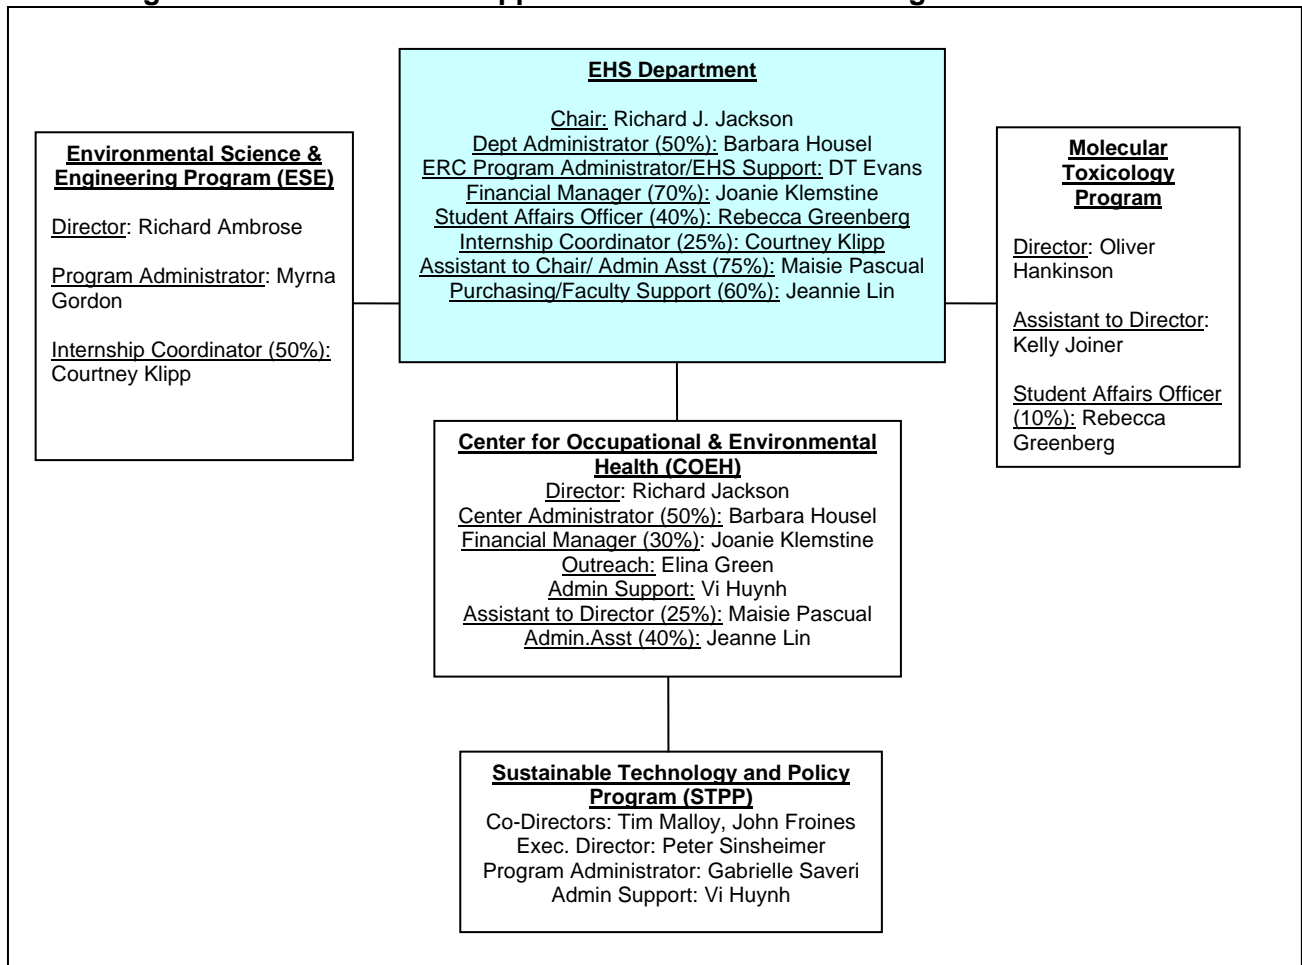 EHS Department
Chair: Richard J. Jackson
Dept Administrator (50%): Barbara Housel
ERC Program Administrator/EHS Support: DT Evans
Financial Manager (70%): Joanie Klemstine
Student Affairs Officer (40%): Rebecca Greenberg
Internship Coordinator (25%): Courtney Klipp
Assistant to Chair/ Admin Asst (75%): Maisie Pascual
Purchasing/Faculty Support (60%): Jeannie Lin
Environmental Science &
Engineering Program (ESE)
Director: Richard Ambrose
Program Administrator: Myrna
Gordon
Internship Coordinator (50%):
Courtney Klipp
Molecular
Toxicology
Program
Director: Oliver
Hankinson
Assistant to Director:
Kelly Joiner
Student Affairs Officer
(10%): Rebecca
Greenberg
Center for Occupational & Environmental
Health (COEH)
Director: Richard Jackson
Center Administrator (50%): Barbara Housel
Financial Manager (30%): Joanie Klemstine
Outreach: Elina Green
Admin Support: Vi Huynh
Assistant to Director (25%): Maisie Pascual
Admin.Asst (40%): Jeanne Lin
Sustainable Technology and Policy
Program (STPP)
Co-Directors: Tim Malloy, John Froines
Exec. Director: Peter Sinsheimer
Program Administrator: Gabrielle Saveri
Admin Support: Vi Huynh